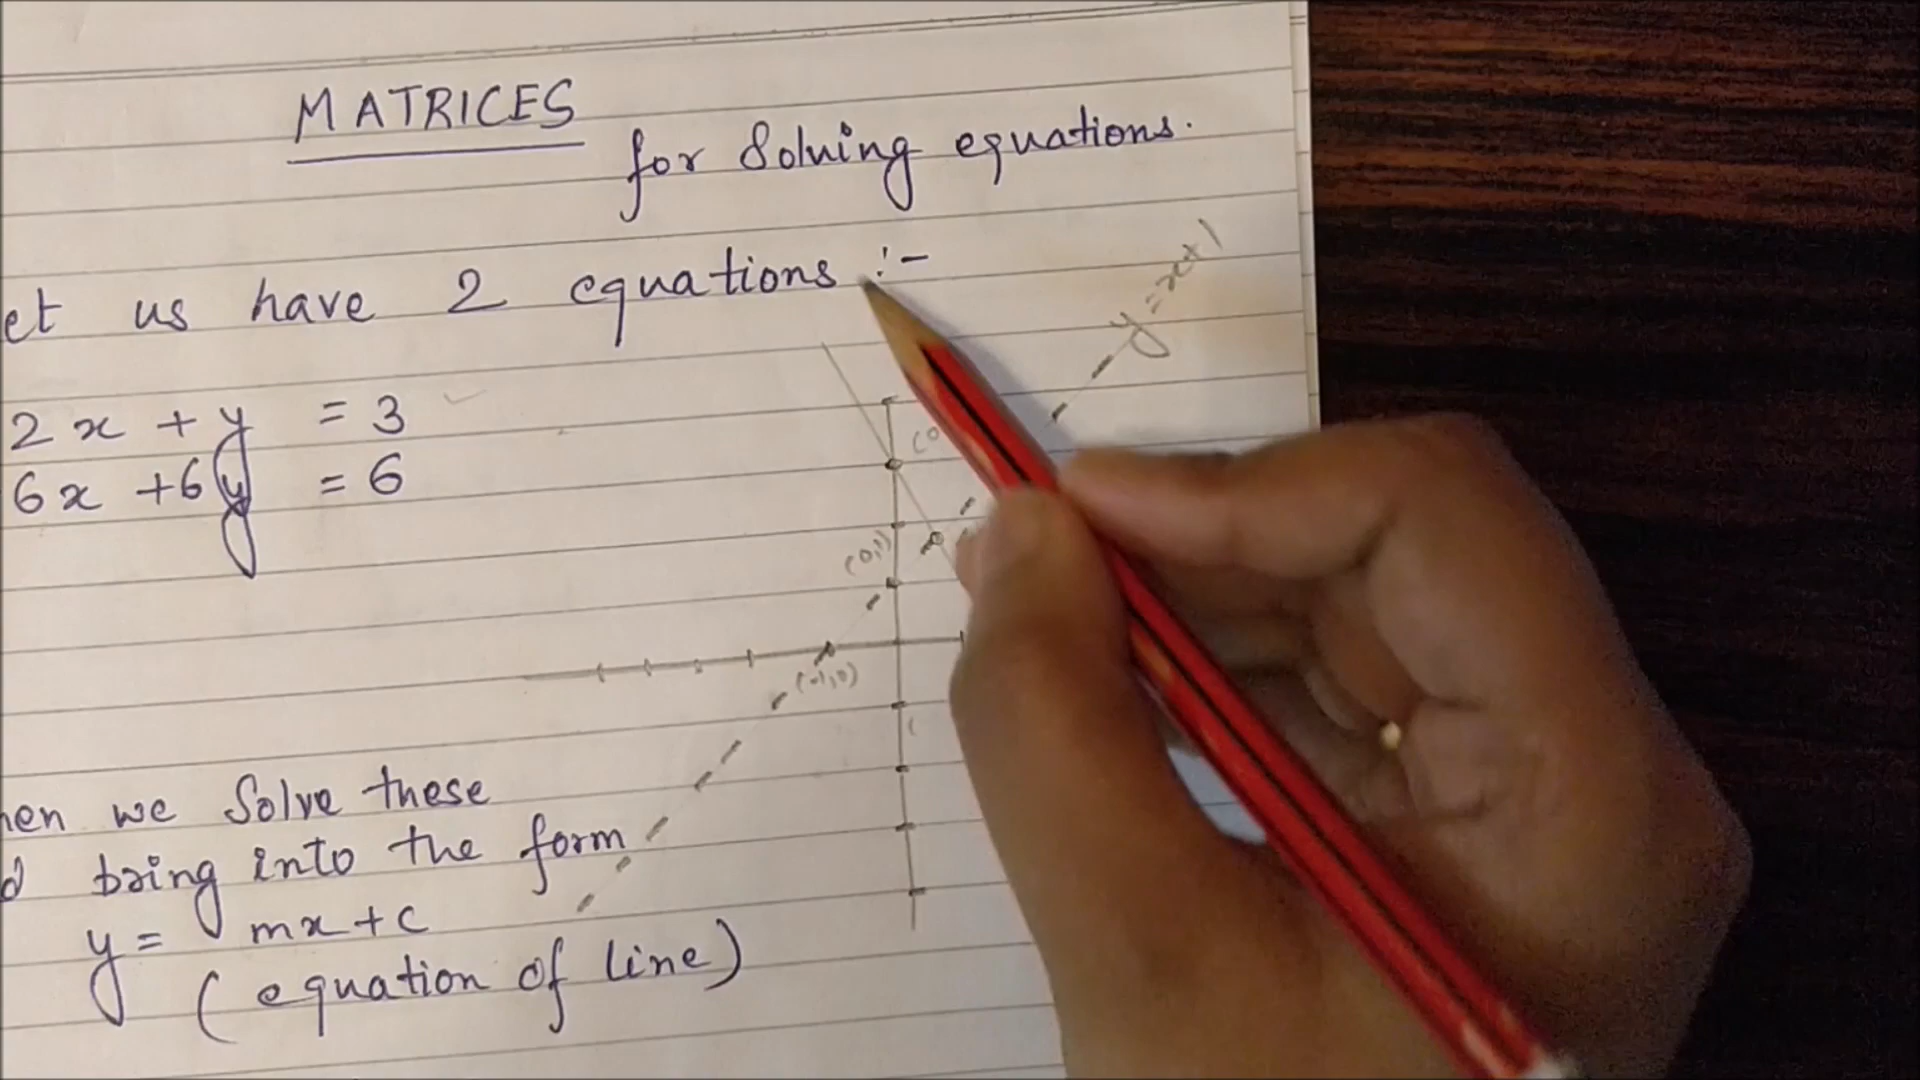 MATRICES
for Solving equations.
et us have 2 equations :-
y = x+1
2x + y = 3
6x + 6y = 6
(0
(0,1)
(-1,0)
hen we Solve these
d bring into the form
y = mx + c
(equation of line)